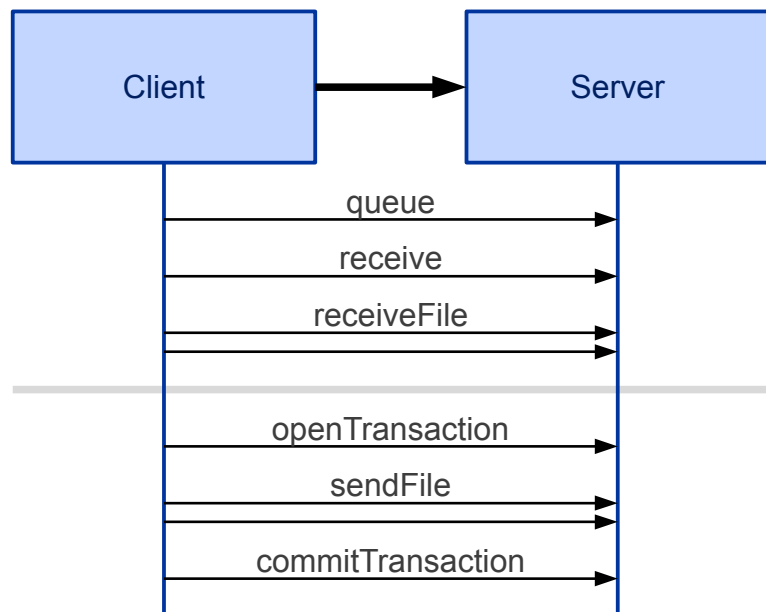 Client
Server
queue
receive
receiveFile
openTransaction
sendFile
commitTransaction